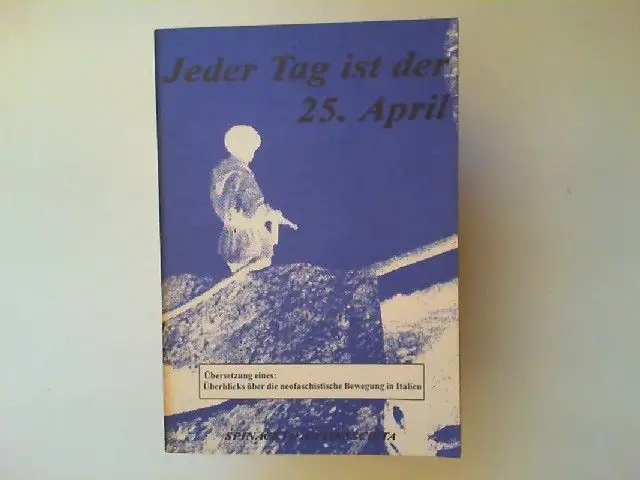 Jeder Tag ist der
25. April
Übersetzung eines:
Überblicks über die neofaschistische Bewegung in Italien